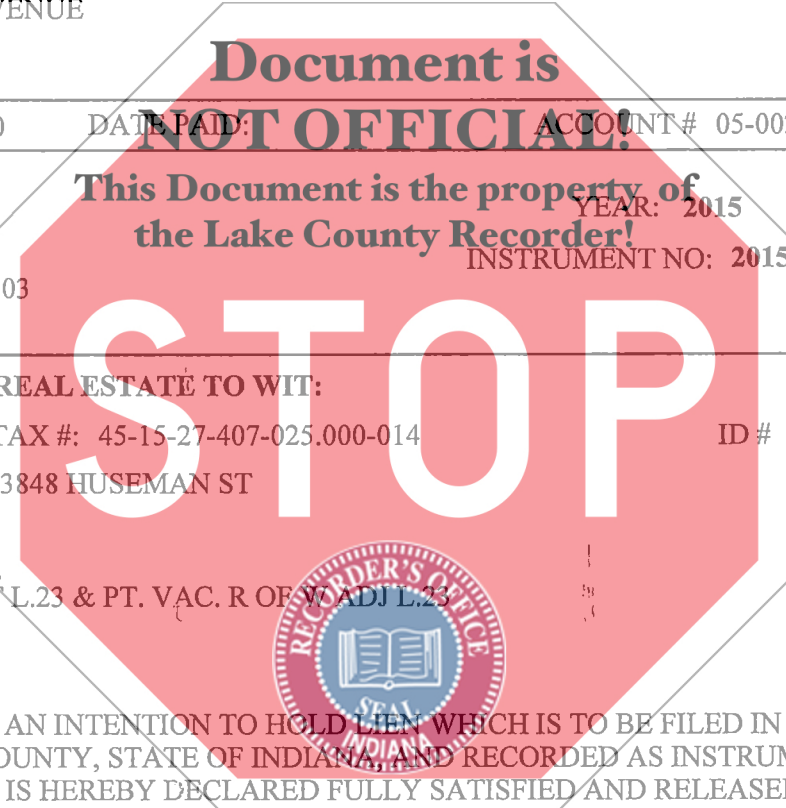 VENUE
Document is
NOT OFFICIAL!
DATE PAID: ACCOUNT # 05-00
This Document is the property of
the Lake County Recorder!
YEAR: 2015
INSTRUMENT NO: 2015
03
STOP
REAL ESTATE TO WIT:
TAX #: 45-15-27-407-025.000-014 ID #
3848 HUSEMAN ST
L.23 & PT. VAC. R OF W ADJ L.23
RECORDER'S OFFICE
SEAL
INDIANA
AN INTENTION TO HOLD LIEN WHICH IS TO BE FILED IN
OUNTY, STATE OF INDIANA, AND RECORDED AS INSTRUM
IS HEREBY DECLARED FULLY SATISFIED AND RELEASE